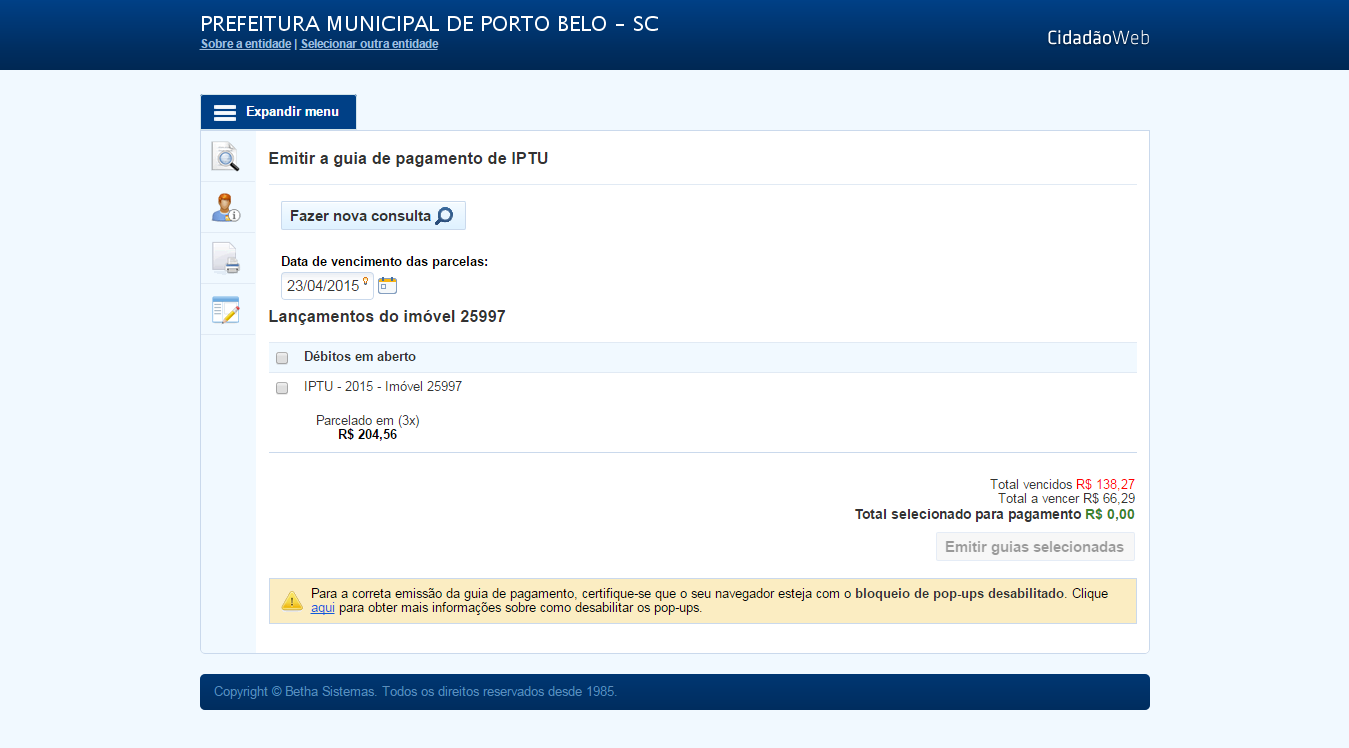 PREFEITURA MUNICIPAL DE PORTO BELO - SC
Sobre a entidade | Selecionar outra entidade
CidadãoWeb
Expandir menu
Emitir a guia de pagamento de IPTU
Fazer nova consulta
Data de vencimento das parcelas:
23/04/2015
Lançamentos do imóvel 25997
Débitos em aberto
IPTU - 2015 - Imóvel 25997
Parcelado em (3x)
R$ 204,56
Total vencidos R$ 138,27
Total a vencer R$ 66,29
Total selecionado para pagamento R$ 0,00
Emitir guias selecionadas
Para a correta emissão da guia de pagamento, certifique-se que o seu navegador esteja com o bloqueio de pop-ups desabilitado. Clique
aqui para obter mais informações sobre como desabilitar os pop-ups.
Copyright © Betha Sistemas. Todos os direitos reservados desde 1985.